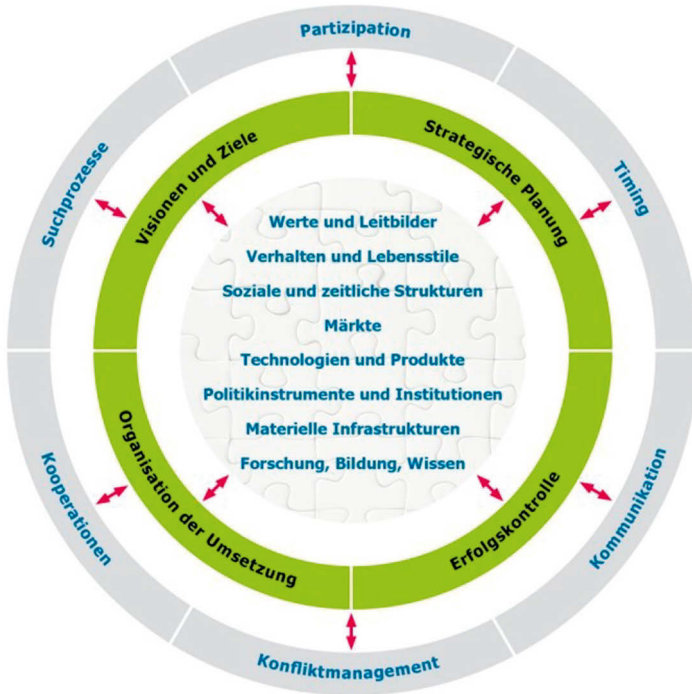 Partizipation
Suchprozesse
Timing
Visionen und Ziele
Strategische Planung
Werte und Leitbilder
Verhalten und Lebensstile
Soziale und zeitliche Strukturen
Märkte
Technologien und Produkte
Politikinstrumente und Institutionen
Materielle Infrastrukturen
Forschung, Bildung, Wissen
Organisation der Umsetzung
Erfolgskontrolle
Kooperationen
Kommunikation
Konfliktmanagement